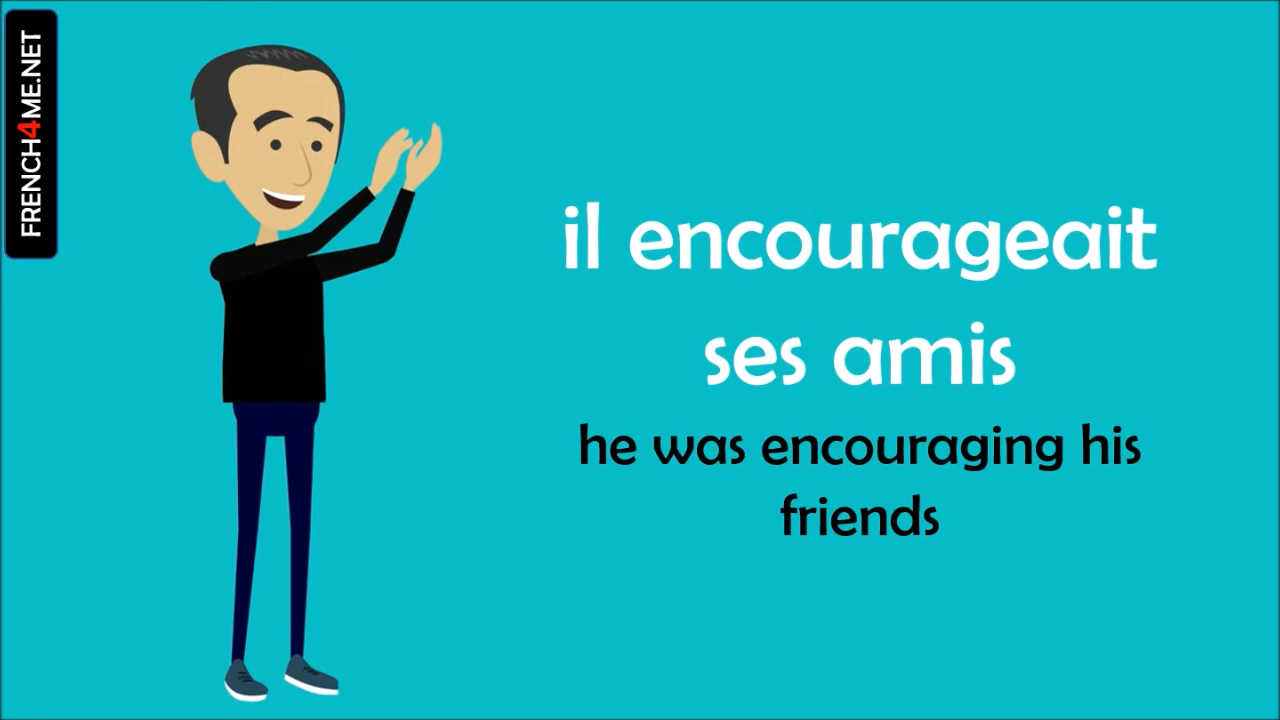 FRENCH4ME.NET
il encourageait
ses amis
he was encouraging his
friends